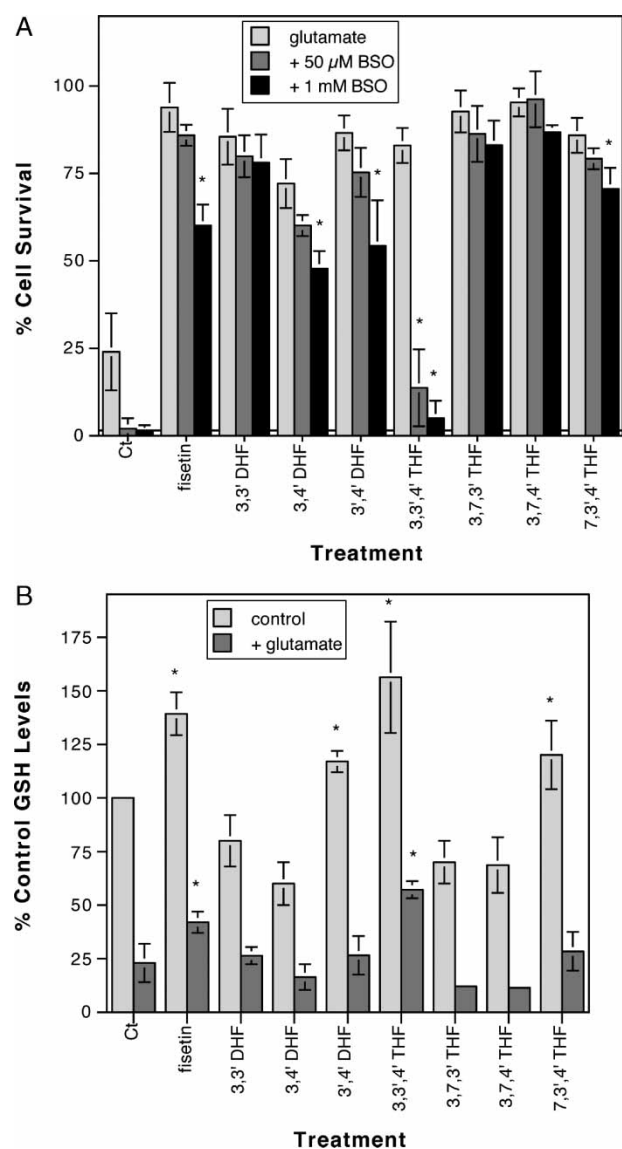 A
glutamate
+ 50 µM BSO
+ 1 mM BSO
% Cell Survival
100
75
50
25
0
*
*
*
*
*
*
Ct
fisetin
3,3' DHF
3,4' DHF
3',4' DHF
3,3',4' THF
3,7,3' THF
3,7,4' THF
7,3',4' THF
Treatment
B
control
+ glutamate
% Control GSH Levels
175
150
125
100
75
50
25
0
*
*
*
*
*
*
Ct
fisetin
3,3' DHF
3,4' DHF
3',4' DHF
3,3',4' THF
3,7,3' THF
3,7,4' THF
7,3',4' THF
Treatment